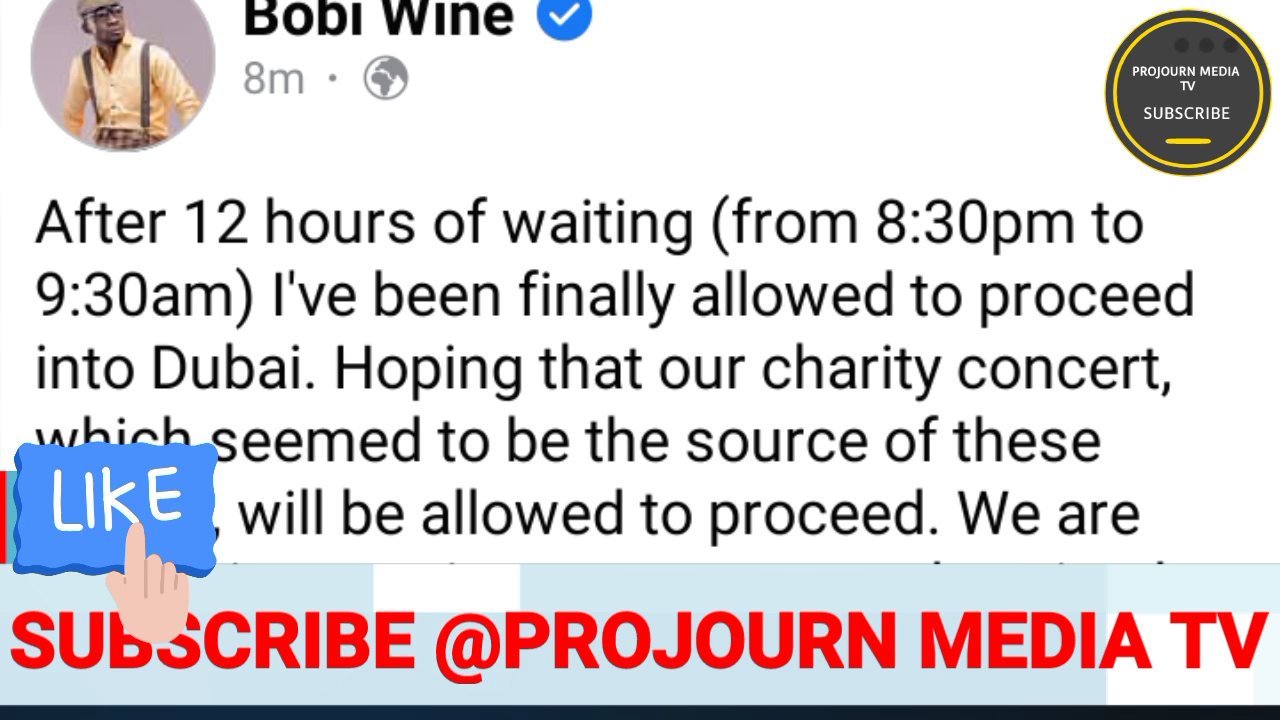 Bobi Wine
8m ·
PROJOURN MEDIA
TV
SUBSCRIBE
After 12 hours of waiting (from 8:30pm to
9:30am) I've been finally allowed to proceed
into Dubai. Hoping that our charity concert,
which seemed to be the source of these
, will be allowed to proceed. We are
LIKE
SUBSCRIBE @PROJOURN MEDIA TV